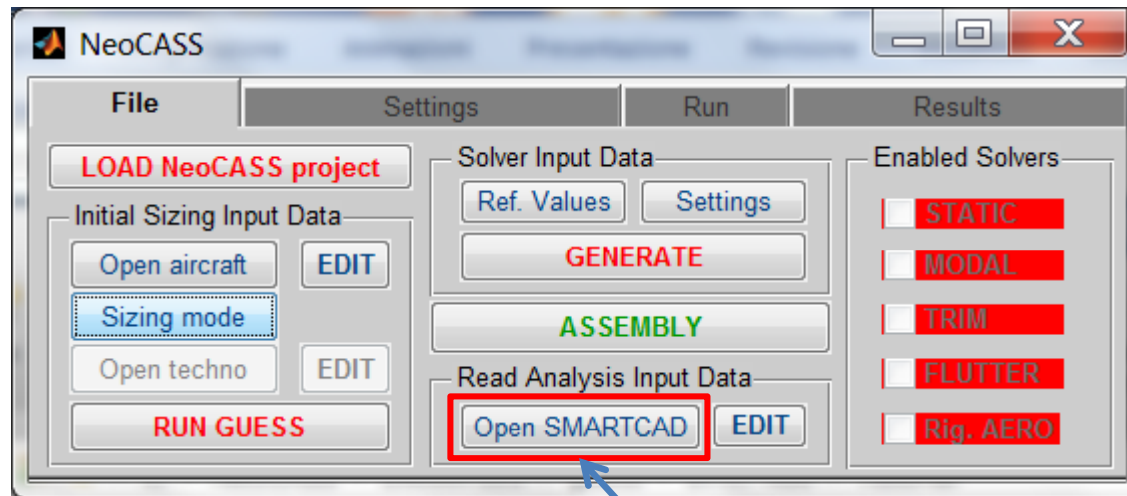 NeoCASS
File Settings Run Results
LOAD NeoCASS project
Initial Sizing Input Data
Open aircraft EDIT
Sizing mode
Open techno EDIT
RUN GUESS
Solver Input Data
Ref. Values Settings
GENERATE
ASSEMBLY
Read Analysis Input Data
Open SMARTCAD EDIT
Enabled Solvers
STATIC
MODAL
TRIM
FLUTTER
Rig. AERO